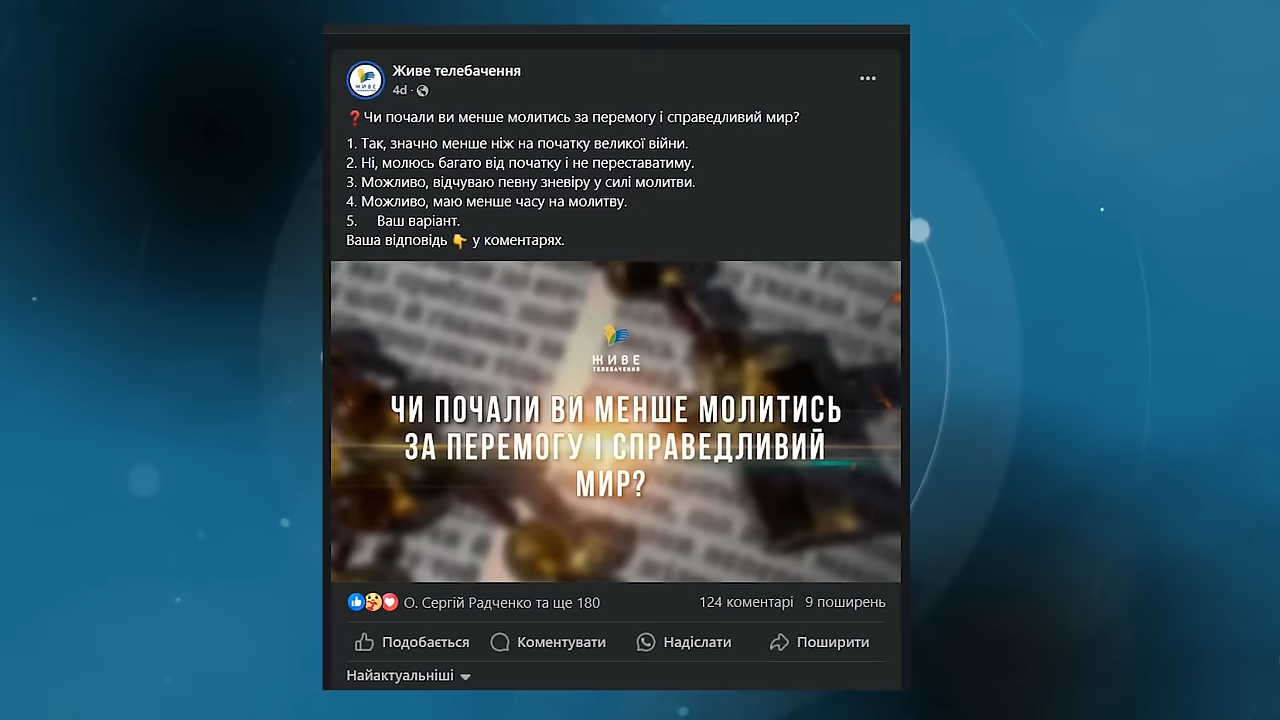 Живе телебачення
4d ·
❓Чи почали ви менше молитись за перемогу і справедливий мир?
1. Так, значно менше ніж на початку великої війни.
2. Ні, молюсь багато від початку і не переставатиму.
3. Можливо, відчуваю певну зневіру у силі молитви.
4. Можливо, маю менше часу на молитву.
5. Ваш варіант.
Ваша відповідь 👇 у коментарях.
ЖИВЕ
ТЕЛЕБАЧЕННЯ
ЧИ ПОЧАЛИ ВИ МЕНШЕ МОЛИТИСЬ
ЗА ПЕРЕМОГУ І СПРАВЕДЛИВИЙ
МИР?
О. Сергій Радченко та ще 180 124 коментарі 9 поширень
Подобається Коментувати Надіслати Поширити
Найактуальніші